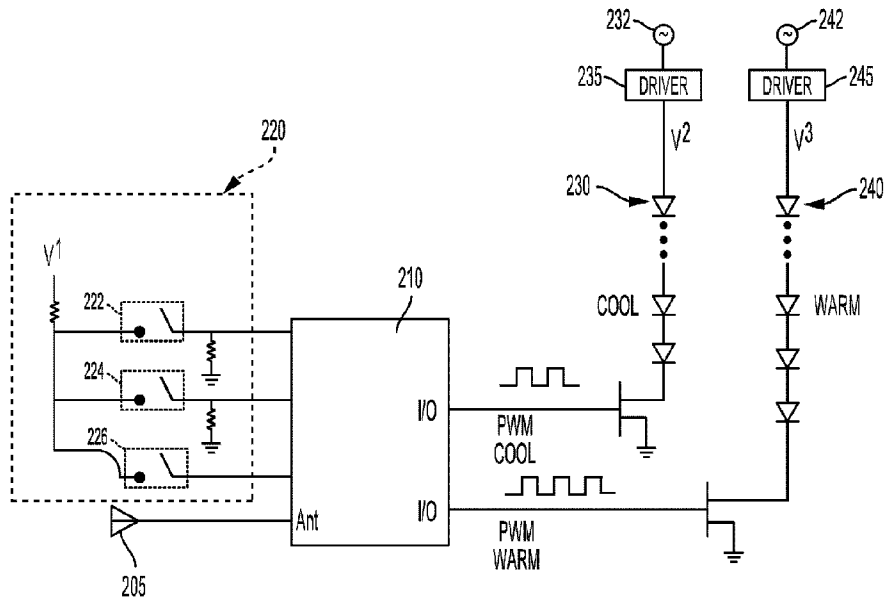 232
242
235
DRIVER
DRIVER
245
V2
V3
220
230
240
V1
210
222
COOL
WARM
224
I/O
PWM
COOL
226
I/O
Ant
PWM
WARM
205